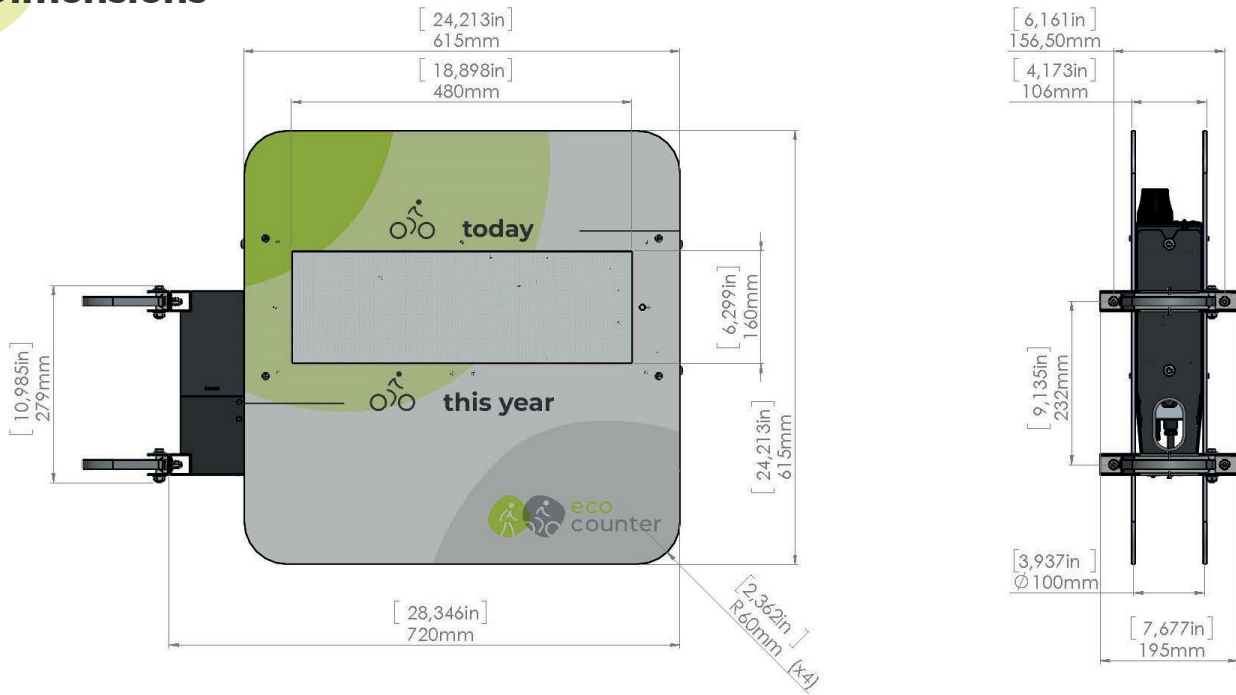 [24,213in]
615mm
[18,898in]
480mm
[6,161in]
156,50mm
[4,173in]
106mm
today
[6,299in]
160mm
[10,985in]
279mm
this year
[9,135in]
232mm
[24,213in]
615mm
eco
counter
[3,937in]
∅100mm
[2,362in]
R60mm (x4)
[28,346in]
720mm
[7,677in]
195mm